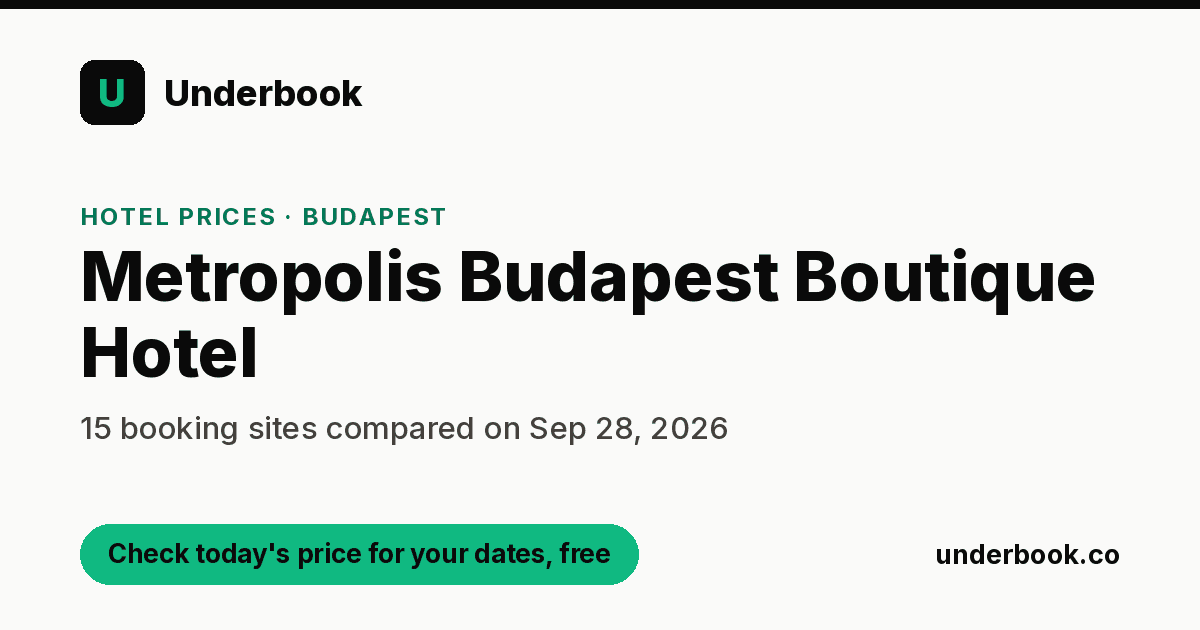 U Underbook
HOTEL PRICES · BUDAPEST
Metropolis Budapest Boutique
Hotel
15 booking sites compared on Sep 28, 2026
Check today's price for your dates, free
underbook.co